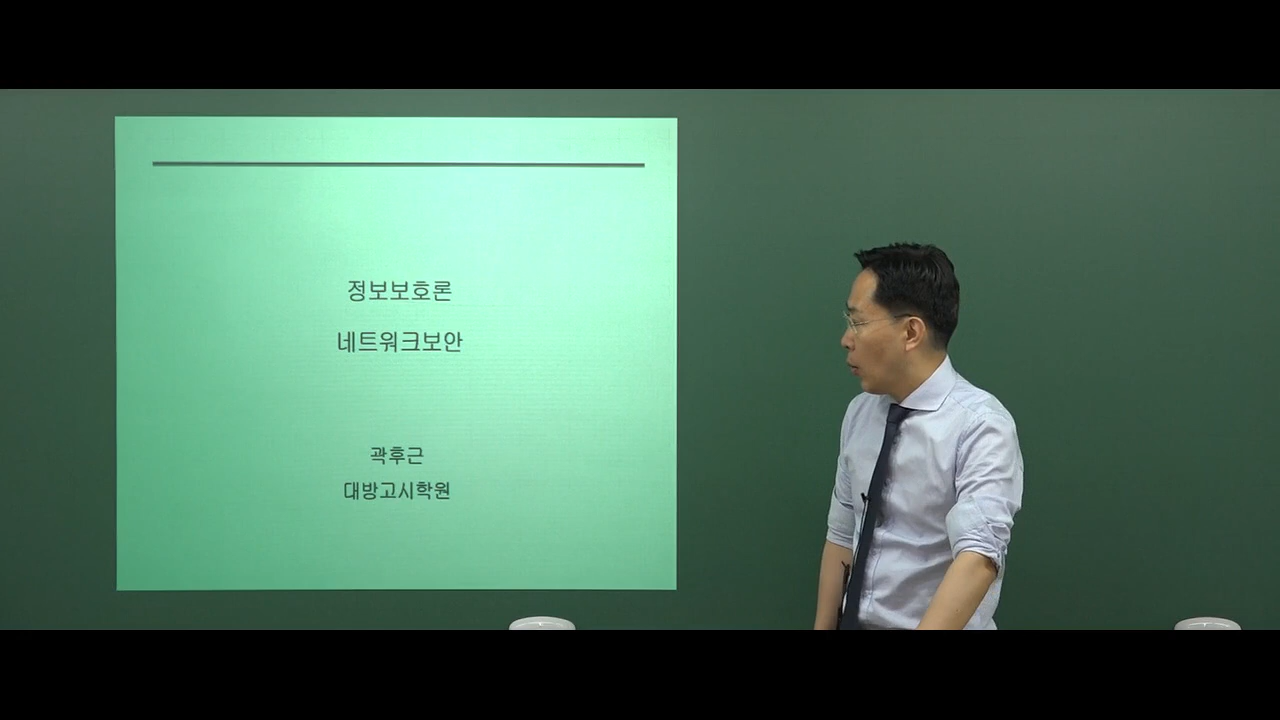 정보보호론
네트워크보안
곽후근
대방고시학원